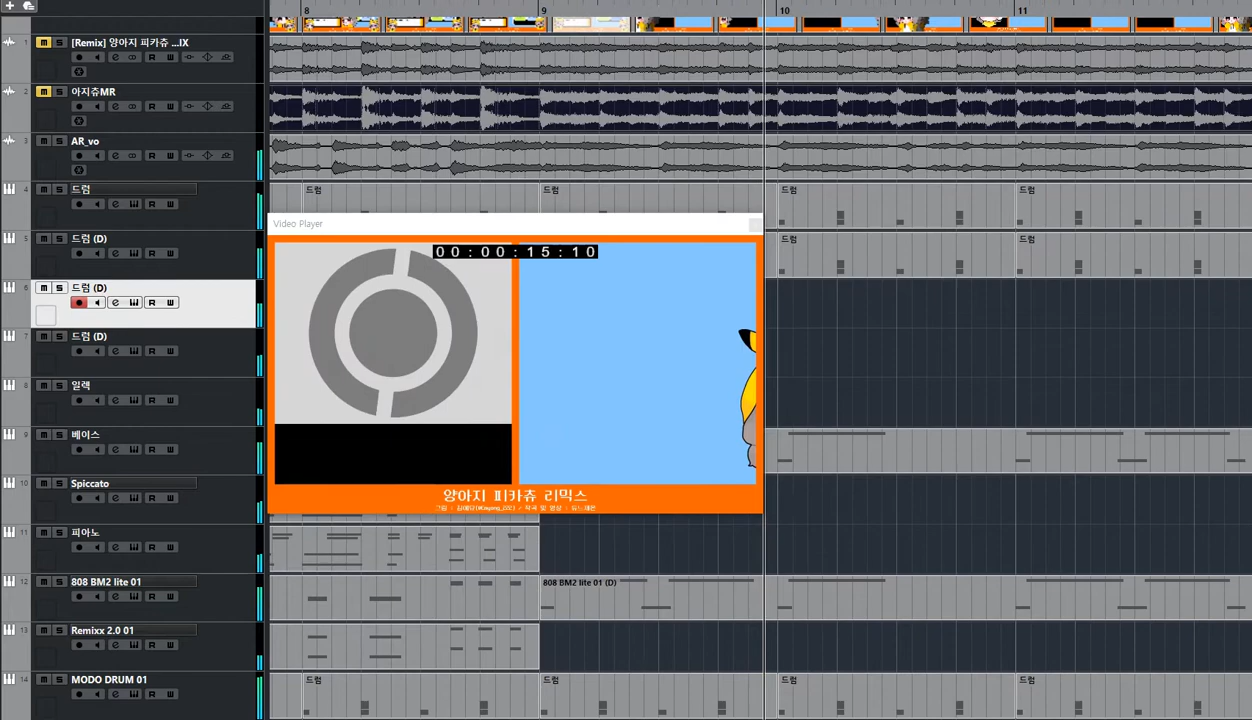 8 9 10 11
1 [Remix] 양아지 피카츄 ...IX
M S
R W
2 아지츄MR
M S
R W
3 AR_vo
M S
R W
4 드럼
M S
R W
드럼 드럼 드럼 드럼
Video Player
5 드럼 (D)
M S
R W
드럼 드럼
00:00:15:10
6 드럼 (D)
M S
R W
7 드럼 (D)
M S
R W
8 일렉
M S
R W
9 베이스
M S
R W
10 Spiccato
M S
R W
양아지 피카츄 리믹스
11 피아노
M S
R W
12 808 BM2 lite 01
M S
R W
808 BM2 lite 01 (D)
13 Remixx 2.0 01
M S
R W
14 MODO DRUM 01
M S
R W
드럼 드럼 드럼 드럼